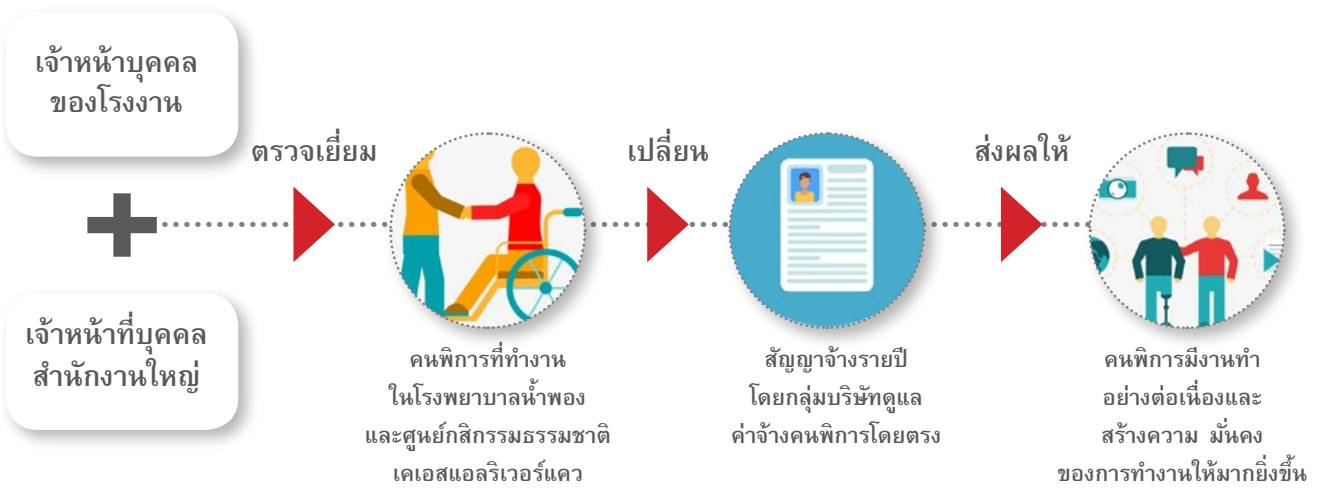 เจ้าหน้าบุคคล
ของโรงงาน
เจ้าหน้าที่บุคคล
สำนักงานใหญ่
ตรวจเยี่ยม
คนพิการที่ทำงาน
ในโรงพยาบาลน้ำพอง
และศูนย์กสิกรรมธรรมชาติ
เคเอสแอลริเวอร์แคว
เปลี่ยน
สัญญาจ้างรายปี
โดยกลุ่มบริษัทดูแล
ค่าจ้างคนพิการโดยตรง
ส่งผลให้
คนพิการมีงานทำ
อย่างต่อเนื่องและ
สร้างความ มั่นคง
ของการทำงานให้มากยิ่งขึ้น